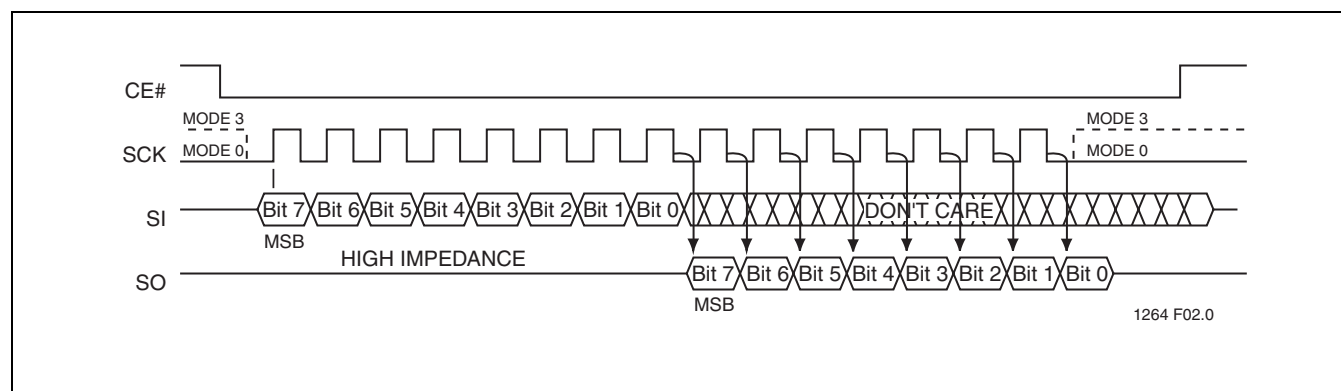 CE#
MODE 3 MODE 3
SCK MODE 0 MODE 0
SI Bit 7 Bit 6 Bit 5 Bit 4 Bit 3 Bit 2 Bit 1 Bit 0 DON'T CARE
MSB
HIGH IMPEDANCE
SO Bit 7 Bit 6 Bit 5 Bit 4 Bit 3 Bit 2 Bit 1 Bit 0
MSB
1264 F02.0